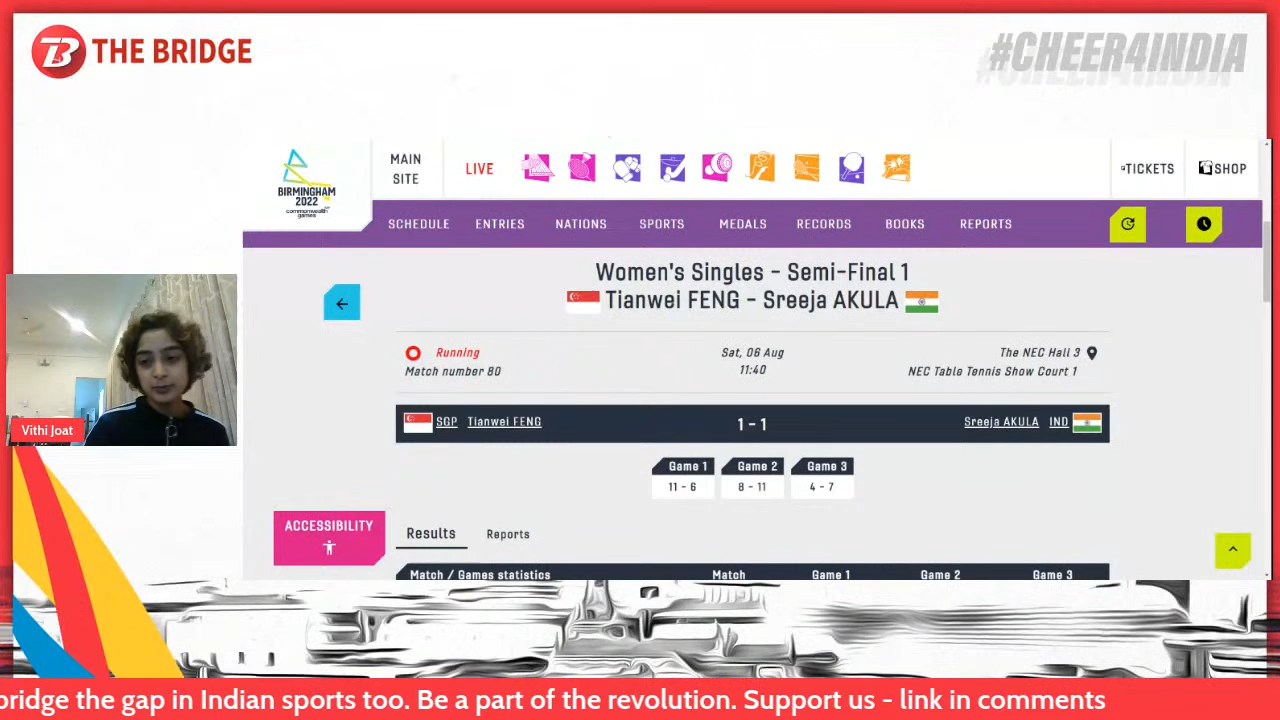 THE BRIDGE
#CHEER4INDIA
BIRMINGHAM
2022
commonwealth
games
MAIN
SITE
LIVE
TICKETS
SHOP
SCHEDULE ENTRIES NATIONS SPORTS MEDALS RECORDS BOOKS REPORTS
Women's Singles - Semi-Final 1
Tianwei FENG - Sreeja AKULA
Running
Sat, 06 Aug
The NEC Hall 3
Match number 80
11:40
NEC Table Tennis Show Court 1
SGP Tianwei FENG 1 - 1 Sreeja AKULA IND
Game 1 Game 2 Game 3
11 - 6 8 - 11 4 - 7
Vithi Joat
ACCESSIBILITY
Results Reports
Match / Games statistics Match Game 1 Game 2 Game 3
bridge the gap in Indian sports too. Be a part of the revolution. Support us - link in comments